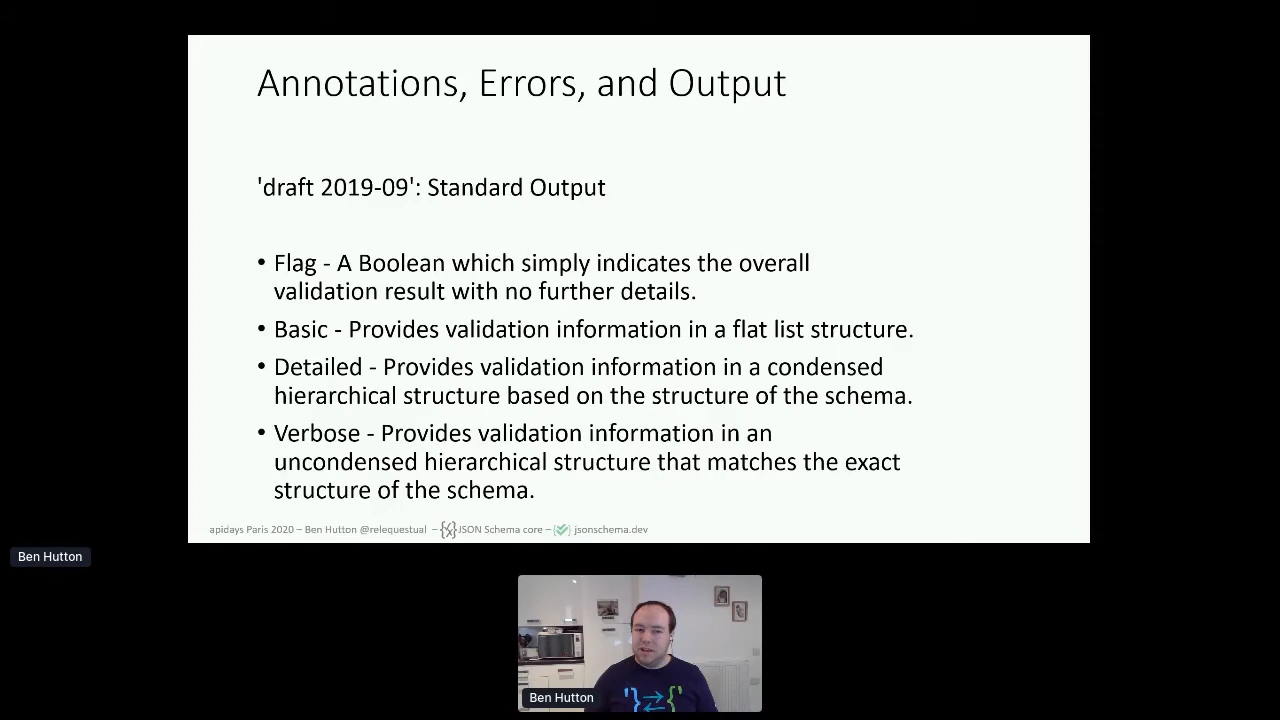 Annotations, Errors, and Output
'draft 2019-09': Standard Output
• Flag - A Boolean which simply indicates the overall
validation result with no further details.
• Basic - Provides validation information in a flat list structure.
• Detailed - Provides validation information in a condensed
hierarchical structure based on the structure of the schema.
• Verbose - Provides validation information in an
uncondensed hierarchical structure that matches the exact
structure of the schema.
apidays Paris 2020 – Ben Hutton @relequestual – JSON Schema core – jsonschema.dev
Ben Hutton
Ben Hutton